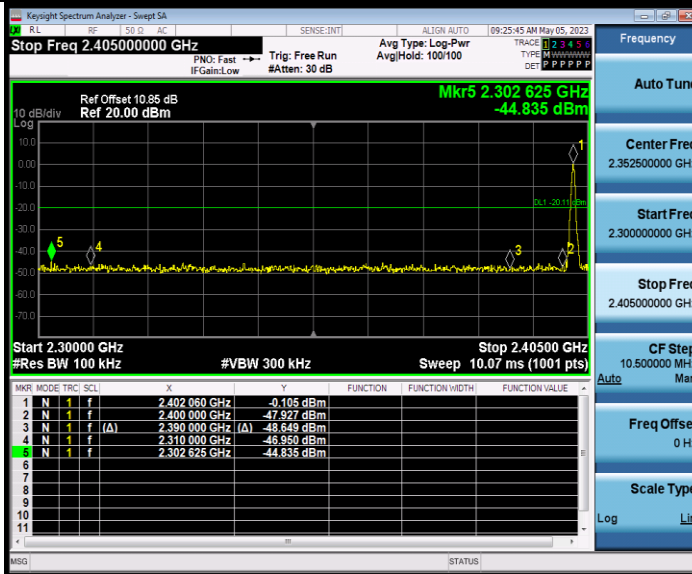 Keysight Spectrum Analyzer - Swept SA
RL RF 50 Ω AC SENSE:INT ALIGN AUTO 09:25:45 AM May 05, 2023
Stop Freq 2.405000000 GHz
PNO: Fast
IFGain:Low
Trig: Free Run
#Atten: 30 dB
Avg Type: Log-Pwr
Avg|Hold: 100/100
TRACE 1 2 3 4 5 6
TYPE M
DET P P P P P
Frequency
Auto Tune
Center Freq
2.352500000 GHz
Start Freq
2.300000000 GHz
Stop Freq
2.405000000 GHz
CF Step
10.500000 MHz
Auto Man
Freq Offset
0 Hz
Scale Type
Log Lin
Ref Offset 10.85 dB
10 dB/div Ref 20.00 dBm
Log
Mkr5 2.302 625 GHz
-44.835 dBm
10.0
0.00
-10.0
-20.0
-30.0
-40.0
-50.0
-60.0
-70.0
DL1 -20.11 dBm
1
2
3
4
5
Start 2.30000 GHz Stop 2.40500 GHz
#Res BW 100 kHz #VBW 300 kHz Sweep 10.07 ms (1001 pts)
MKR MODE TRC SCL X Y FUNCTION FUNCTION WIDTH FUNCTION VALUE
1 N 1 f 2.402 060 GHz -0.105 dBm
2 N 1 f 2.400 000 GHz -47.927 dBm
3 N 1 f (Δ) 2.390 000 GHz (Δ) -48.649 dBm
4 N 1 f 2.310 000 GHz -46.950 dBm
5 N 1 f 2.302 625 GHz -44.835 dBm
6
7
8
9
10
11
MSG STATUS